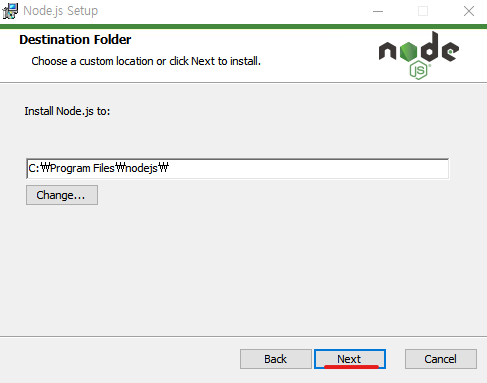 Node.js Setup
Destination Folder
Choose a custom location or click Next to install.
node
JS
Install Node.js to:
C:₩Program Files₩nodejs₩
Change...
Back
Next
Cancel